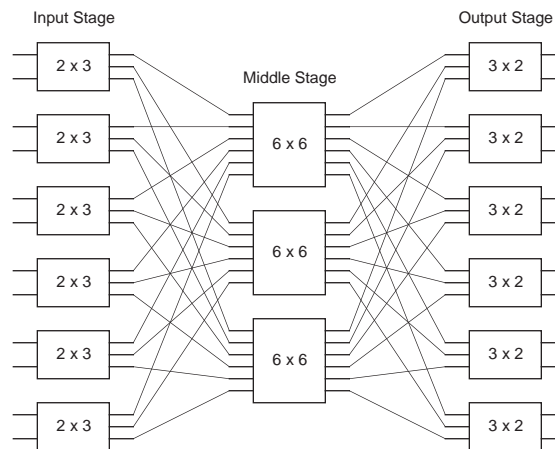 Input Stage
Output Stage
Middle Stage
2 x 3
2 x 3
2 x 3
2 x 3
2 x 3
2 x 3
6 x 6
6 x 6
6 x 6
3 x 2
3 x 2
3 x 2
3 x 2
3 x 2
3 x 2